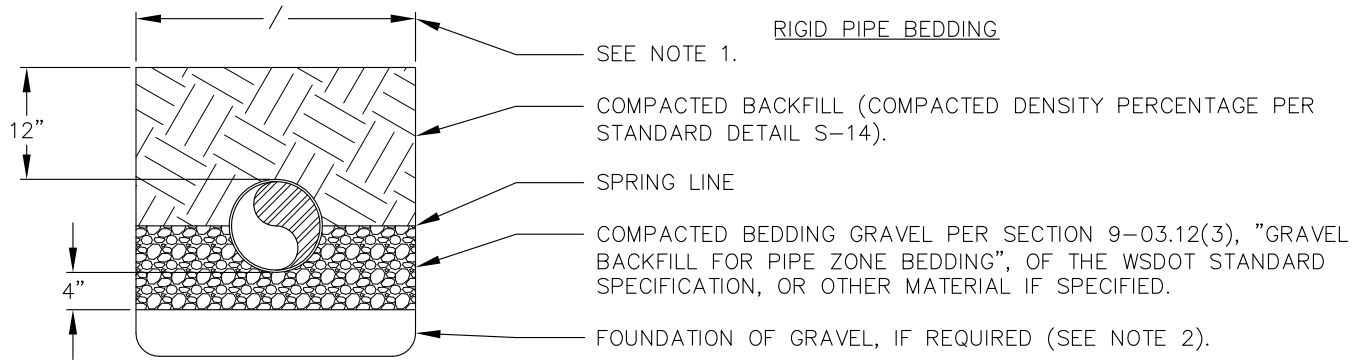 RIGID PIPE BEDDING
/
SEE NOTE 1.
COMPACTED BACKFILL (COMPACTED DENSITY PERCENTAGE PER
STANDARD DETAIL S-14).
12"
SPRING LINE
COMPACTED BEDDING GRAVEL PER SECTION 9-03.12(3), "GRAVEL
BACKFILL FOR PIPE ZONE BEDDING", OF THE WSDOT STANDARD
SPECIFICATION, OR OTHER MATERIAL IF SPECIFIED.
4"
FOUNDATION OF GRAVEL, IF REQUIRED (SEE NOTE 2).